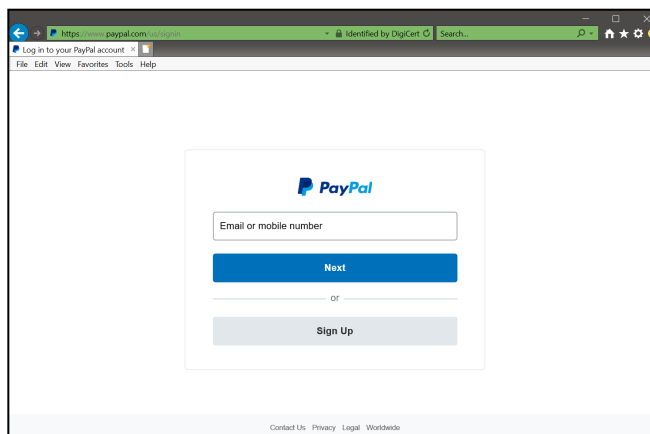 https://www.paypal.com/us/signin Identified by DigiCert Search...
Log in to your PayPal account
File Edit View Favorites Tools Help
PayPal
Email or mobile number
Next
or
Sign Up
Contact Us Privacy Legal Worldwide